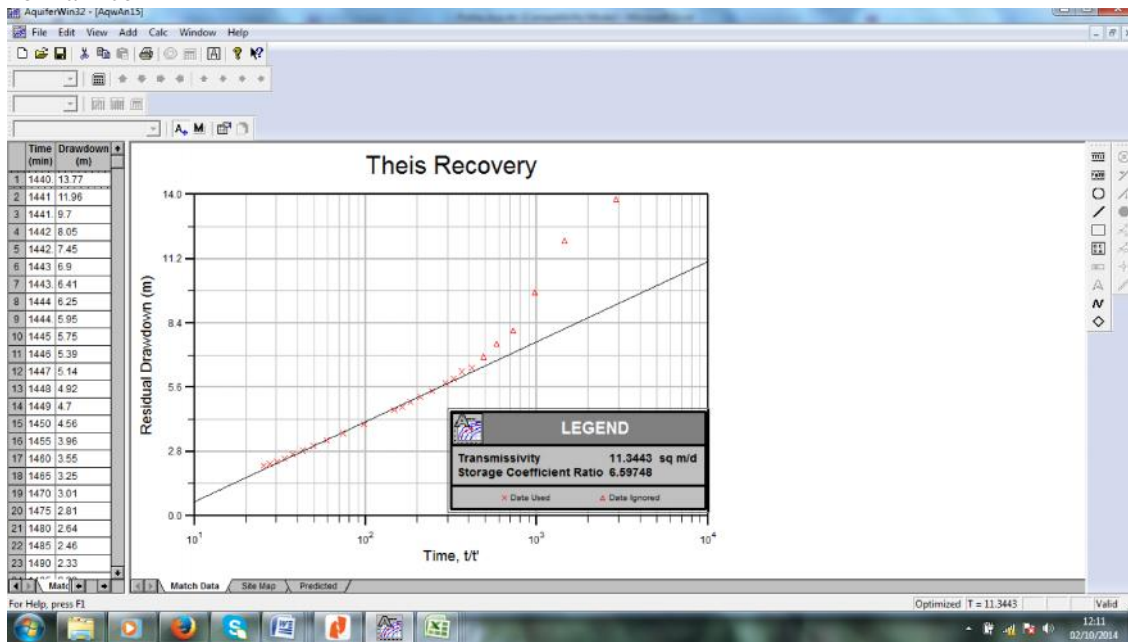 AquiferWin32 - [AqwAn15]
File Edit View Add Calc Window Help
A
A M
Time Drawdown
(min) (m)
1 1440. 13.77
2 1441 11.96
3 1441. 9.7
4 1442 8.05
5 1442. 7.45
6 1443 6.9
7 1443. 6.41
8 1444 6.25
9 1444. 5.95
10 1445 5.75
11 1446 5.39
12 1447 5.14
13 1448 4.92
14 1449 4.7
15 1450 4.56
16 1455 3.96
17 1460 3.55
18 1465 3.25
19 1470 3.01
20 1475 2.81
21 1480 2.64
22 1485 2.46
23 1490 2.33
Theis Recovery
Residual Drawdown (m)
14.0
11.2
8.4
5.6
2.8
0.0
10¹ 10² 10³ 10⁴
Time, t/t'
LEGEND
Transmissivity 11.3443 sq m/d
Storage Coefficient Ratio 6.59748
× Data Used △ Data Ignored
Match Data Site Map Predicted
For Help, press F1
Optimized T = 11.3443 Valid
12:11
02/10/2014